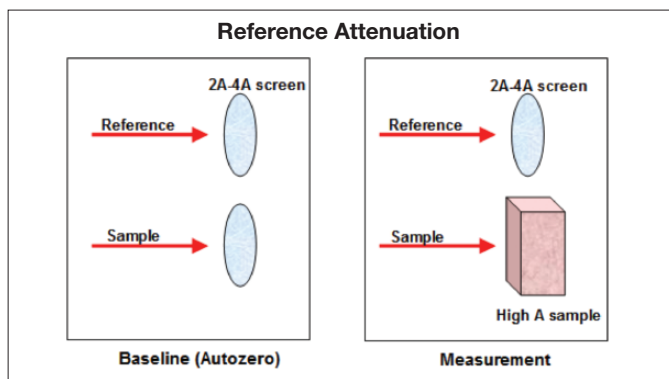 Reference Attenuation
2A-4A screen
Reference
Sample
Baseline (Autozero)
2A-4A screen
Reference
Sample
High A sample
Measurement